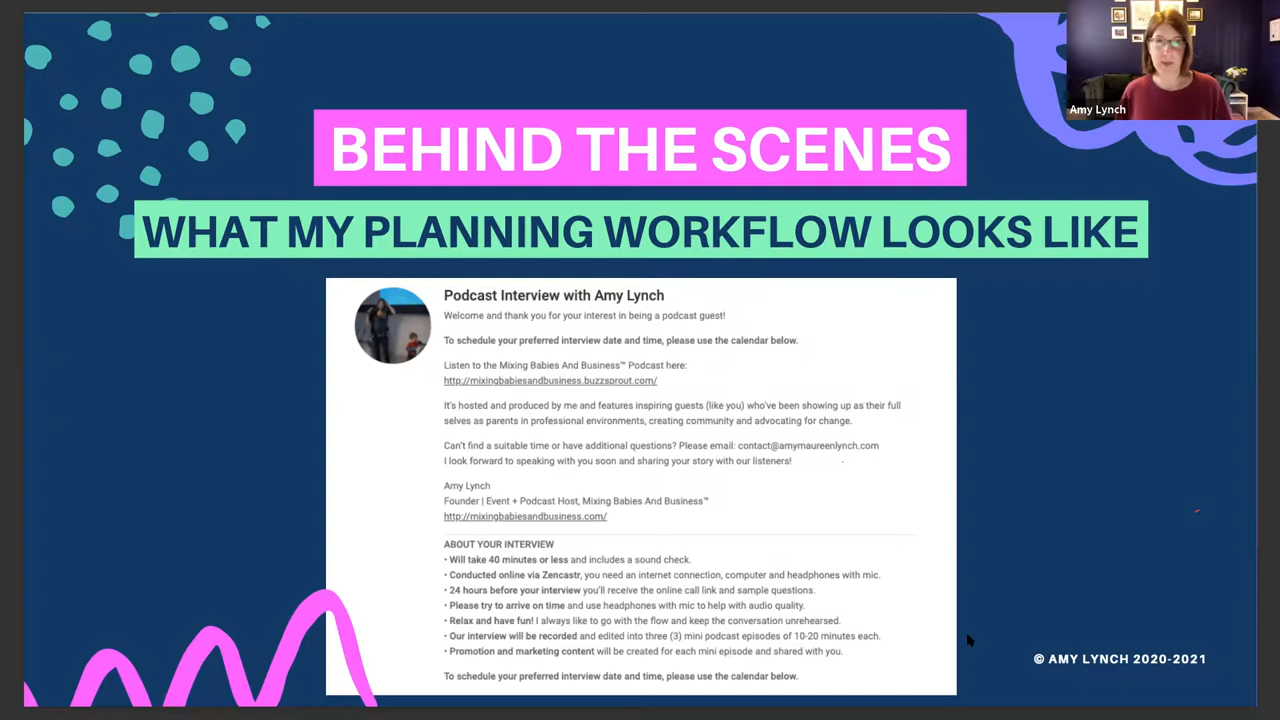 Amy Lynch
BEHIND THE SCENES
WHAT MY PLANNING WORKFLOW LOOKS LIKE
Podcast Interview with Amy Lynch
Welcome and thank you for your interest in being a podcast guest!
To schedule your preferred interview date and time, please use the calendar below.
Listen to the Mixing Babies And Business™ Podcast here:
http://mixingbabiesandbusiness.buzzsprout.com/
It's hosted and produced by me and features inspiring guests (like you) who've been showing up as their full
selves as parents in professional environments, creating community and advocating for change.
Can't find a suitable time or have additional questions? Please email: contact@amymaureenlynch.com
I look forward to speaking with you soon and sharing your story with our listeners!
Amy Lynch
Founder | Event + Podcast Host, Mixing Babies And Business™
http://mixingbabiesandbusiness.com/
ABOUT YOUR INTERVIEW
• Will take 40 minutes or less and includes a sound check.
• Conducted online via Zencastr, you need an internet connection, computer and headphones with mic.
• 24 hours before your interview you'll receive the online call link and sample questions.
• Please try to arrive on time and use headphones with mic to help with audio quality.
• Relax and have fun! I always like to go with the flow and keep the conversation unrehearsed.
• Our interview will be recorded and edited into three (3) mini podcast episodes of 10-20 minutes each.
• Promotion and marketing content will be created for each mini episode and shared with you.
To schedule your preferred interview date and time, please use the calendar below.
© AMY LYNCH 2020-2021